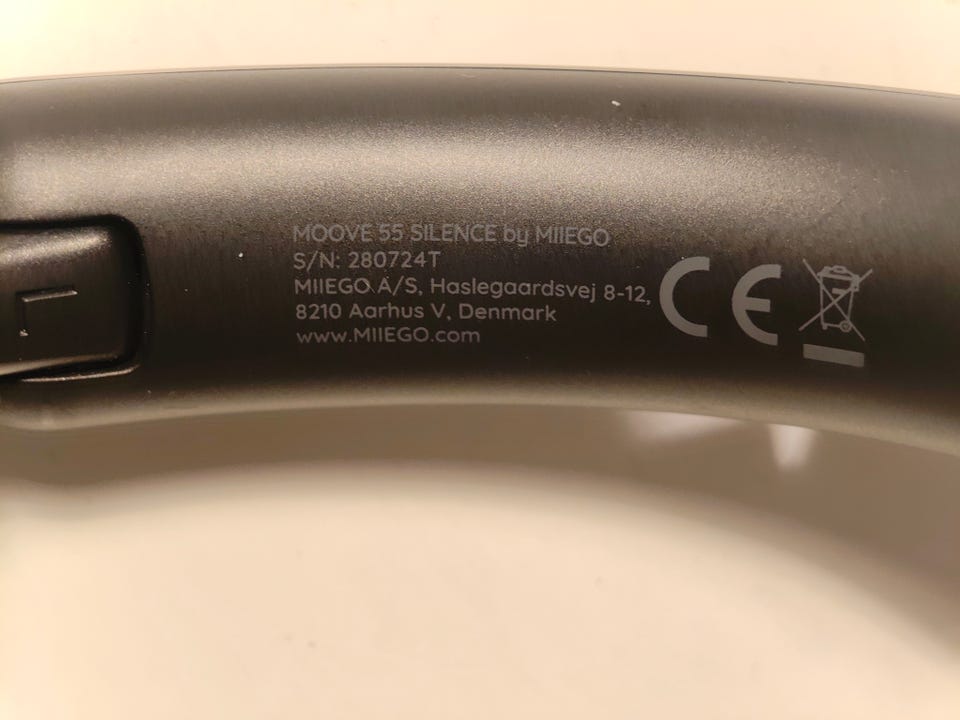 MOOVE 55 SILENCE by MIIEGO
S/N: 280724T
MIIEGO A/S, Haslegaardsvej 8-12,
8210 Aarhus V, Denmark
www.MIIEGO.com
CE
L